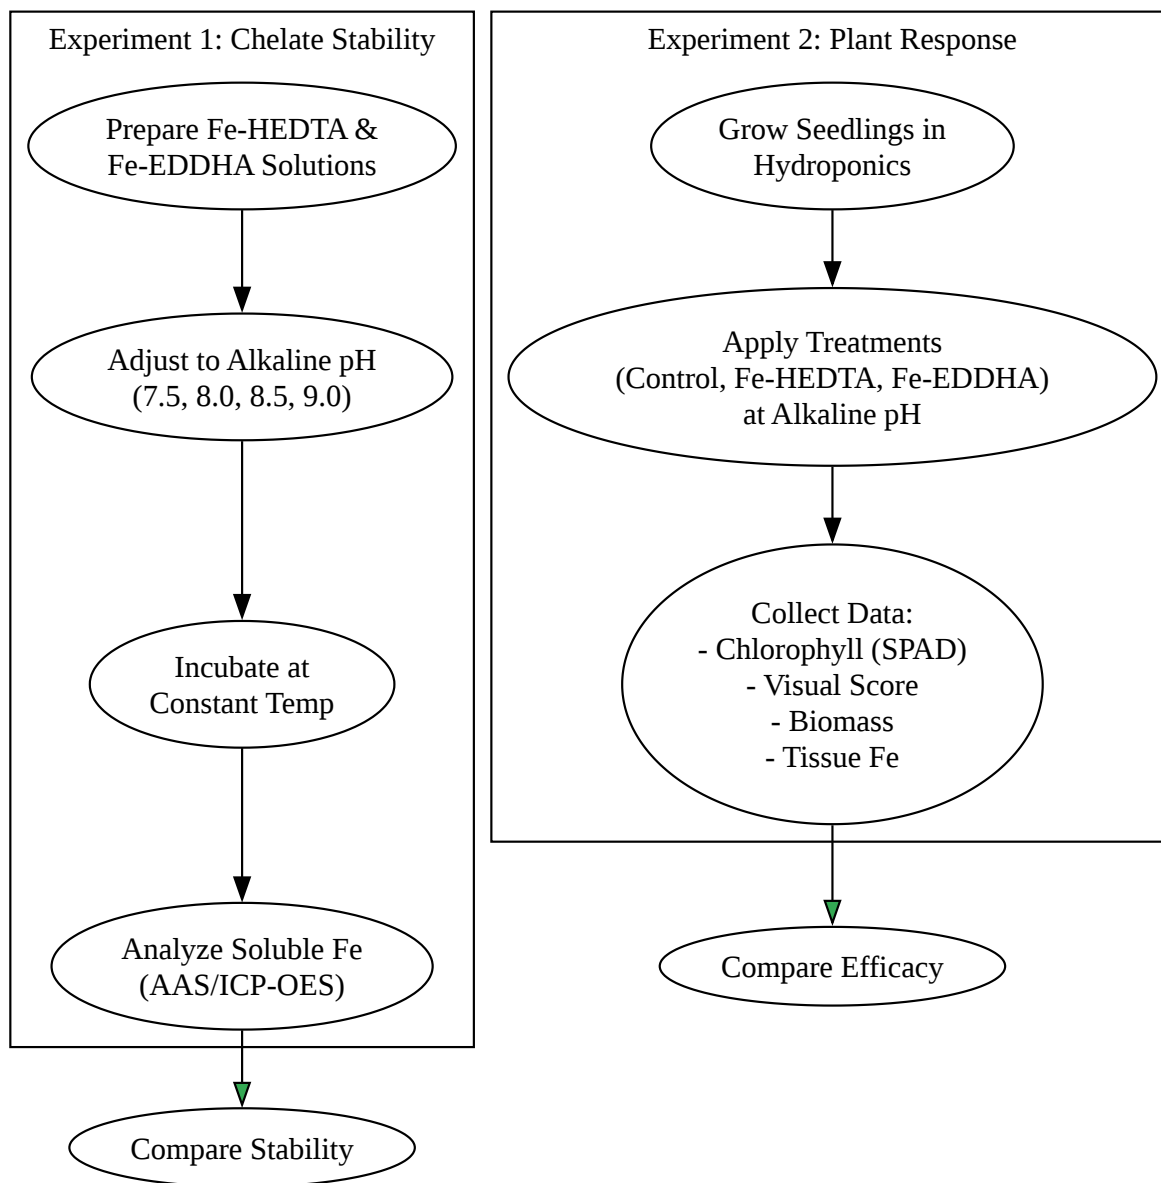 Experiment 1: Chelate Stability
Prepare Fe-HEDTA &
Fe-EDDHA Solutions
Adjust to Alkaline pH
(7.5, 8.0, 8.5, 9.0)
Incubate at
Constant Temp
Analyze Soluble Fe
(AAS/ICP-OES)
Compare Stability
Experiment 2: Plant Response
Grow Seedlings in
Hydroponics
Apply Treatments
(Control, Fe-HEDTA, Fe-EDDHA)
at Alkaline pH
Collect Data:
- Chlorophyll (SPAD)
- Visual Score
- Biomass
- Tissue Fe
Compare Efficacy